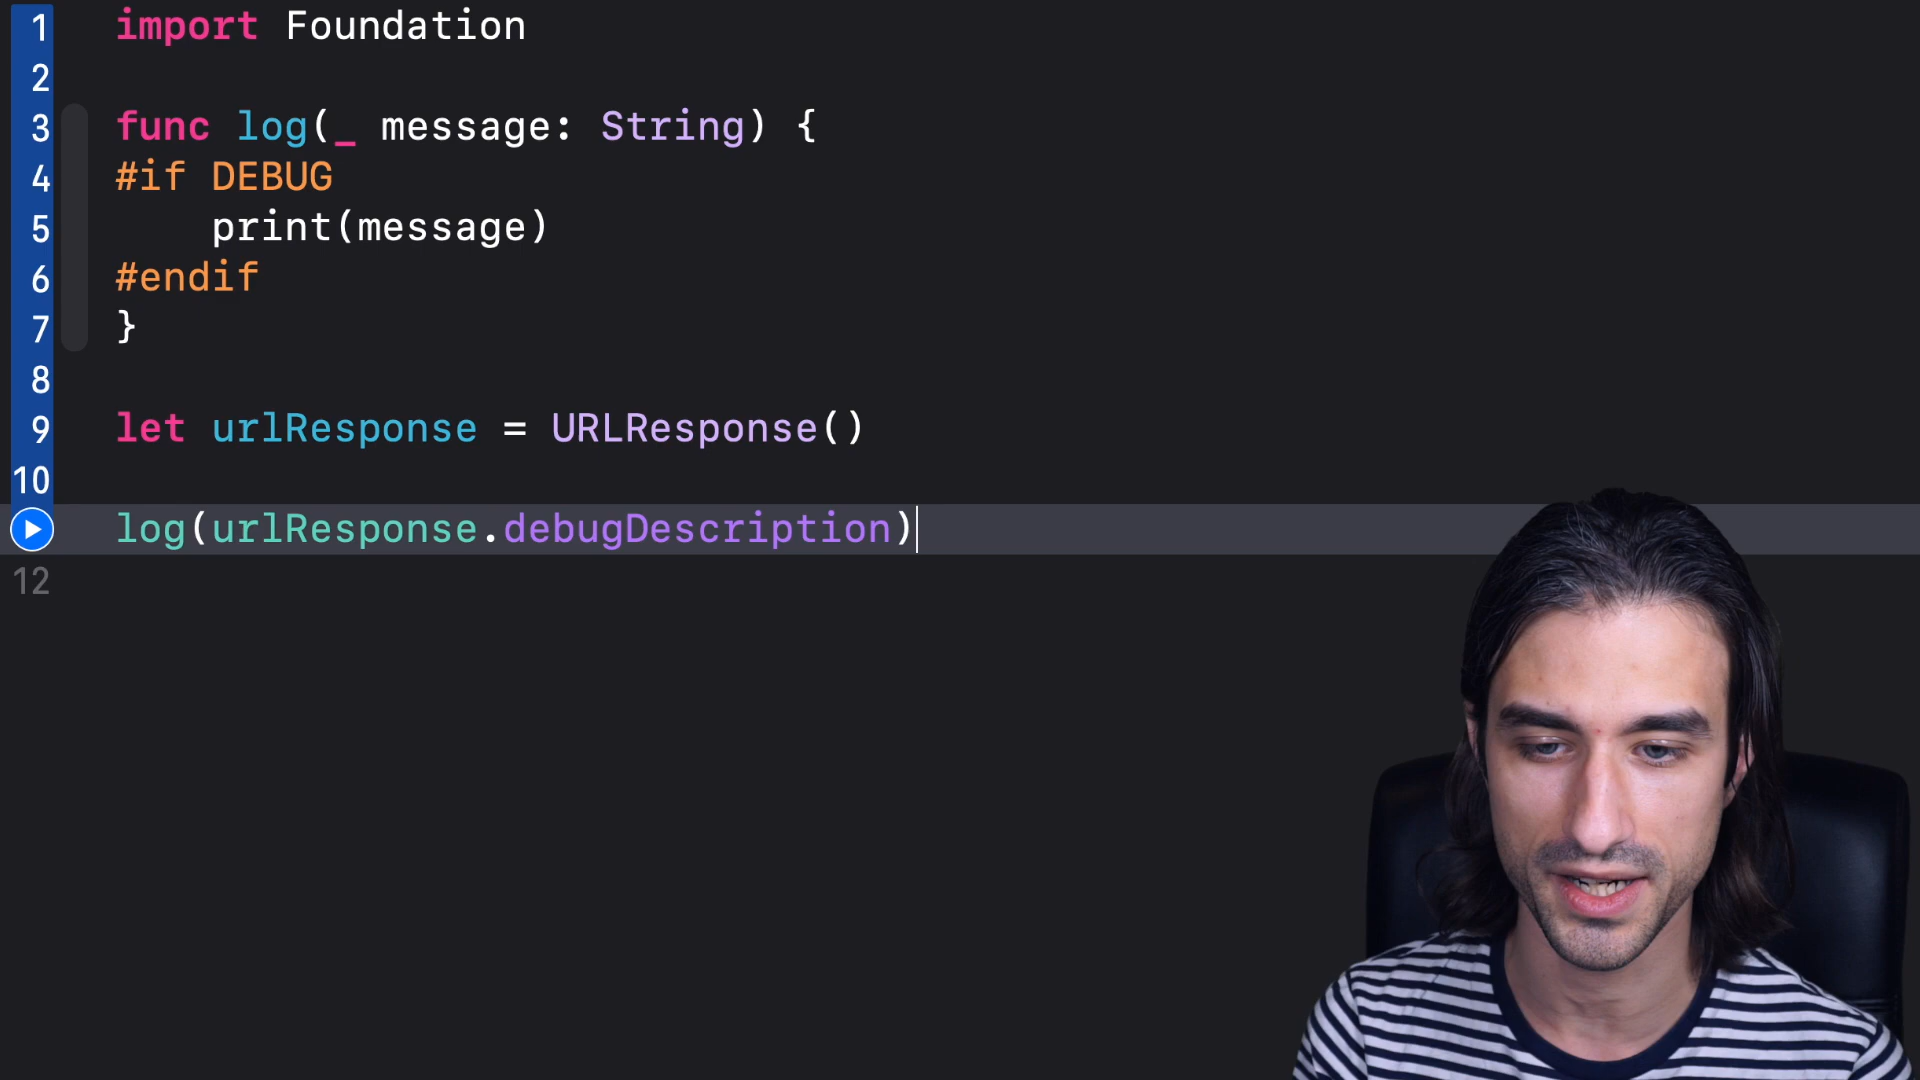 1 import Foundation
2
3 func log(_ message: String) {
4 #if DEBUG
5     print(message)
6 #endif
7 }
8
9 let urlResponse = URLResponse()
10
log(urlResponse.debugDescription)
12